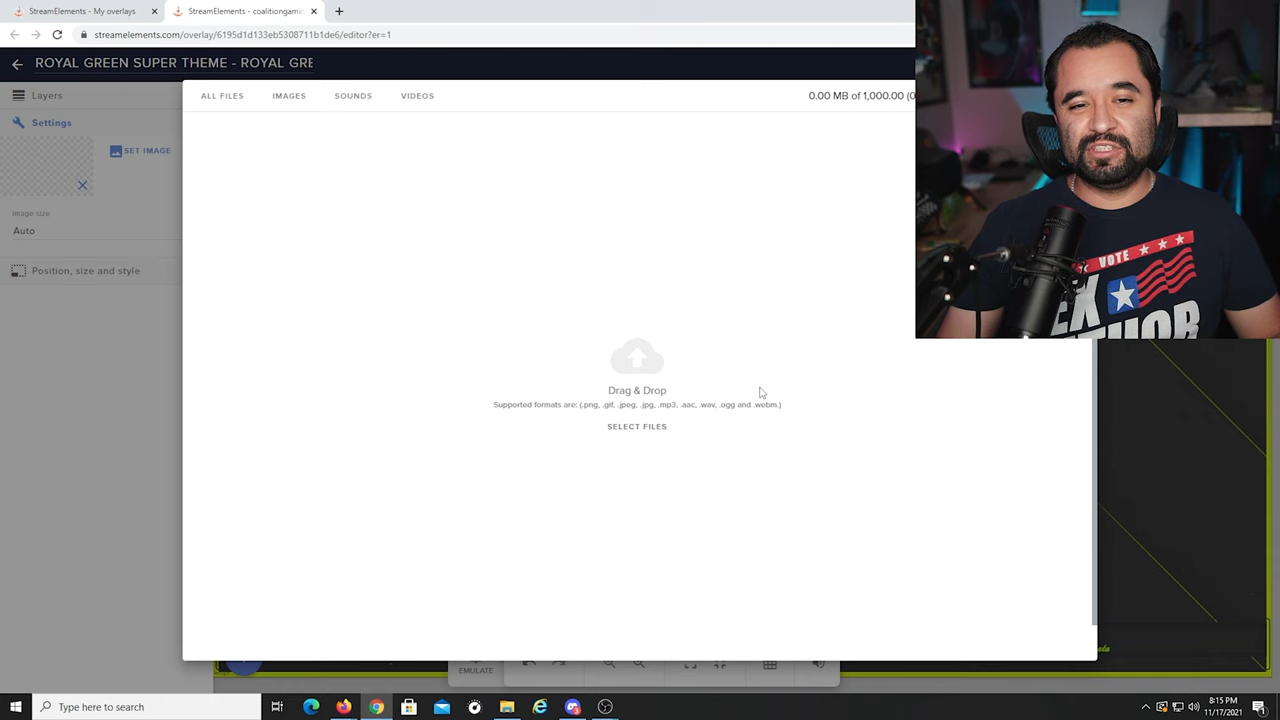 StreamElements - My overlays
StreamElements - coalitiongamin
streamelements.com/overlay/6195d1d133eb5308711b1de6/editor?er=1
ROYAL GREEN SUPER THEME - ROYAL GRE
Layers
Settings
SET IMAGE
Image size
Auto
Position, size and style
ALL FILES
IMAGES
SOUNDS
VIDEOS
0.00 MB of 1,000.00 (0
Drag & Drop
Supported formats are: (.png, .gif, .jpeg, .jpg, .mp3, .aac, .wav, .ogg and .webm.)
SELECT FILES
VOTE
EMULATE
Type here to search
8:15 PM
11/17/2021
1